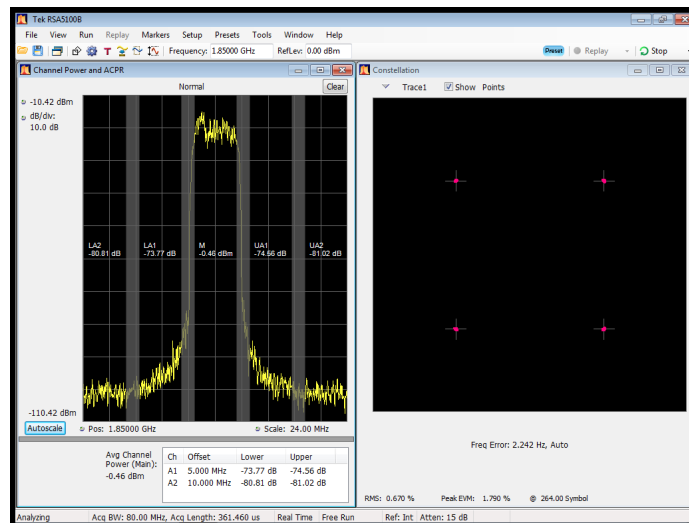 Tek RSA5100B
File View Run Replay Markers Setup Presets Tools Window Help
Frequency: 1.85000 GHz RefLev: 0.00 dBm Preset Replay Stop
Channel Power and ACPR
Normal
Clear
-10.42 dBm
dB/div:
10.0 dB
LA2 LA1 M UA1 UA2
-80.81 dB -73.77 dB -0.46 dBm -74.56 dB -81.02 dB
-110.42 dBm
Autoscale Pos: 1.85000 GHz Scale: 24.00 MHz
Avg Channel
Power (Main):
-0.46 dBm
Ch Offset Lower Upper
A1 5.000 MHz -73.77 dB -74.56 dB
A2 10.000 MHz -80.81 dB -81.02 dB
Constellation
Trace1 Show Points
Freq Error: 2.242 Hz, Auto
RMS: 0.670 % Peak EVM: 1.790 % @ 264.00 Symbol
Analyzing Acq BW: 80.00 MHz, Acq Length: 361.460 us Real Time Free Run Ref: Int Atten: 15 dB